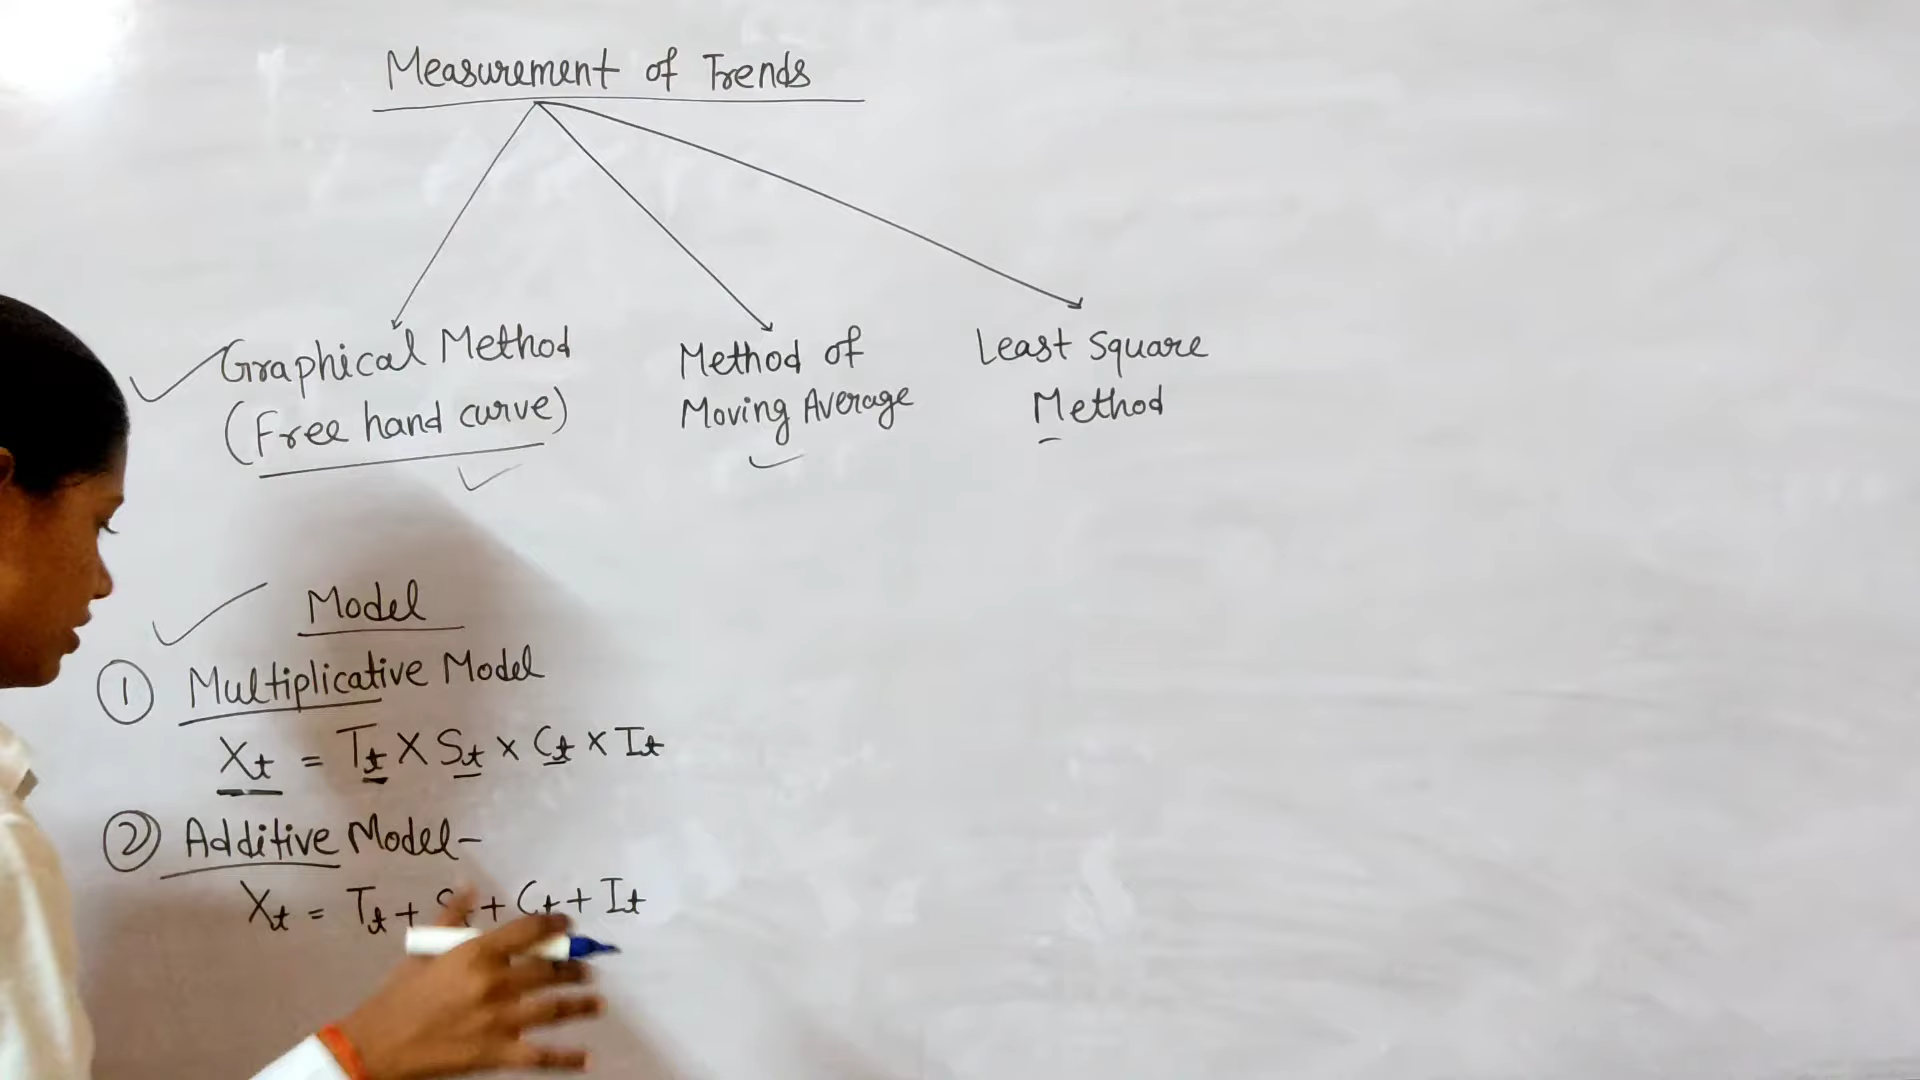 Measurement of Trends
Graphical Method
(Free hand curve)
Method of
Moving Average
Least Square
Method
Model
① Multiplicative Model
Xt = Tt X St x Ct x It
② Additive Model-
Xt = Tt + St + Ct + It